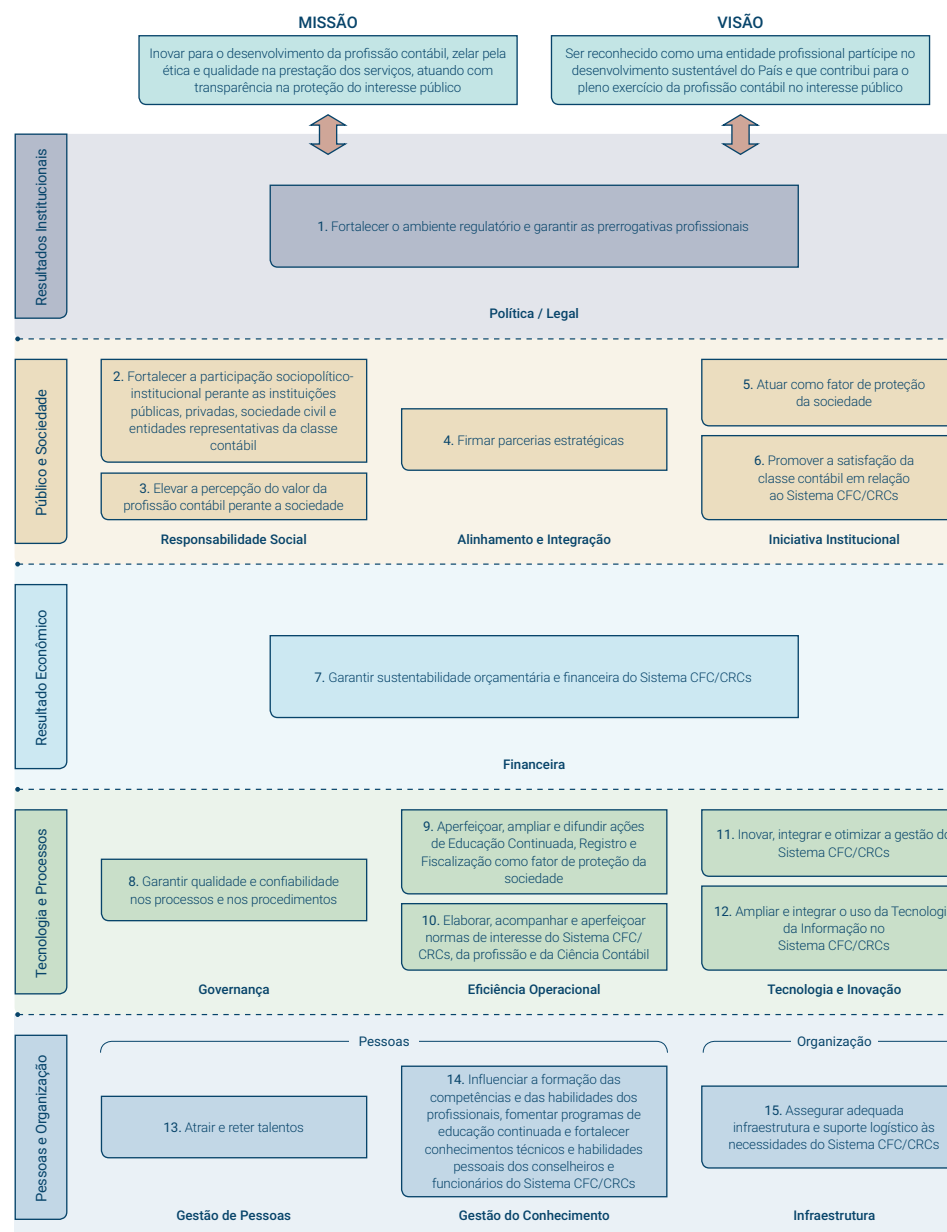 MISSÃO
Inovar para o desenvolvimento da profissão contábil, zelar pela
ética e qualidade na prestação dos serviços, atuando com
transparência na proteção do interesse público
VISÃO
Ser reconhecido como uma entidade profissional partícipe no
desenvolvimento sustentável do País e que contribui para o
pleno exercício da profissão contábil no interesse público
Resultados Institucionais
1. Fortalecer o ambiente regulatório e garantir as prerrogativas profissionais
Política / Legal
Público e Sociedade
2. Fortalecer a participação sociopolítico-
institucional perante as instituições
públicas, privadas, sociedade civil e
entidades representativas da classe
contábil
3. Elevar a percepção do valor da
profissão contábil perante a sociedade
Responsabilidade Social
4. Firmar parcerias estratégicas
Alinhamento e Integração
5. Atuar como fator de proteção
da sociedade
6. Promover a satisfação da
classe contábil em relação
ao Sistema CFC/CRCs
Iniciativa Institucional
Resultado Econômico
7. Garantir sustentabilidade orçamentária e financeira do Sistema CFC/CRCs
Financeira
Tecnologia e Processos
8. Garantir qualidade e confiabilidade
nos processos e nos procedimentos
Governança
9. Aperfeiçoar, ampliar e difundir ações
de Educação Continuada, Registro e
Fiscalização como fator de proteção da
sociedade
10. Elaborar, acompanhar e aperfeiçoar
normas de interesse do Sistema CFC/
CRCs, da profissão e da Ciência Contábil
Eficiência Operacional
11. Inovar, integrar e otimizar a gestão
Sistema CFC/CRCs
12. Ampliar e integrar o uso da Tecnologi
da Informação no
Sistema CFC/CRCs
Tecnologia e Inovação
Pessoas e Organização
Pessoas
13. Atrair e reter talentos
Gestão de Pessoas
14. Influenciar a formação das
competências e das habilidades dos
profissionais, fomentar programas de
educação continuada e fortalecer
conhecimentos técnicos e habilidades
pessoais dos conselheiros e
funcionários do Sistema CFC/CRCs
Gestão do Conhecimento
Organização
15. Assegurar adequada
infraestrutura e suporte logístico às
necessidades do Sistema CFC/CRCs
Infraestrutura